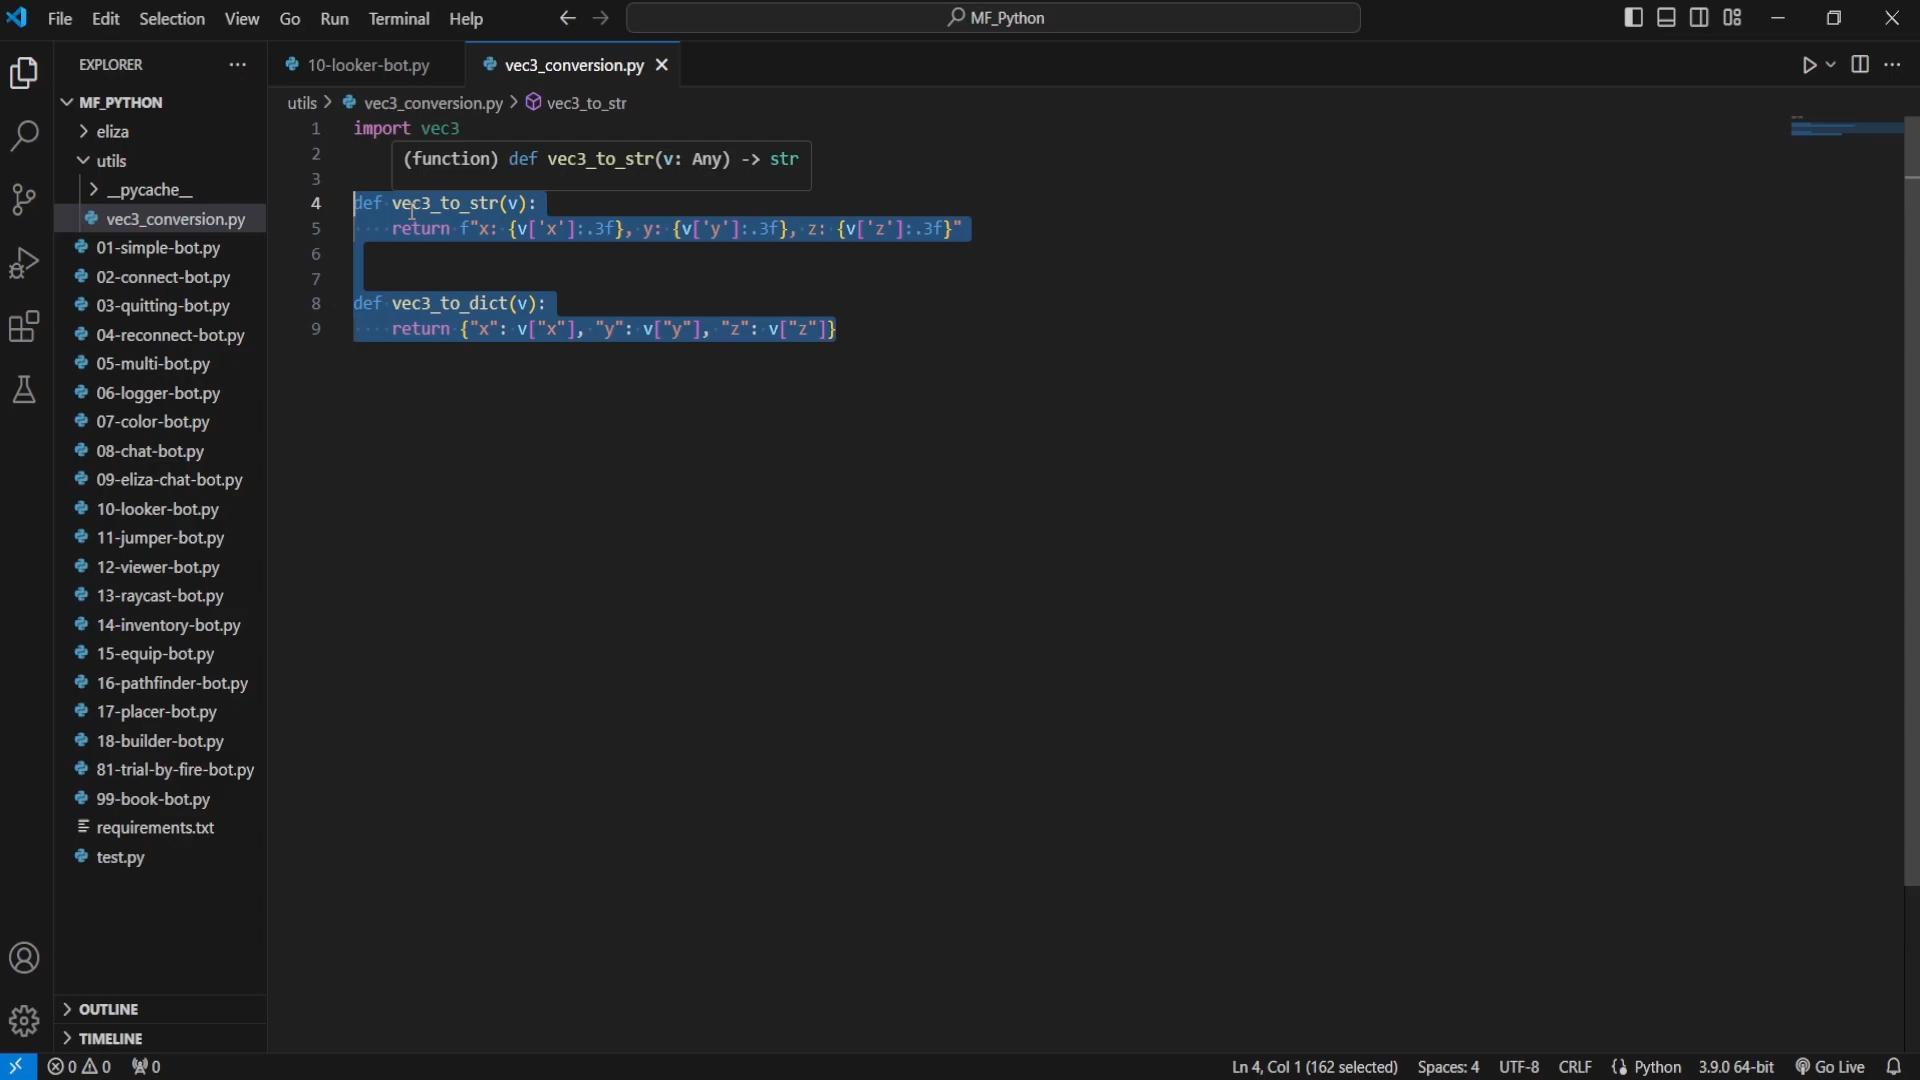 File Edit Selection View Go Run Terminal Help
MF_Python
EXPLORER
MF_PYTHON
eliza
utils
__pycache__
vec3_conversion.py
01-simple-bot.py
02-connect-bot.py
03-quitting-bot.py
04-reconnect-bot.py
05-multi-bot.py
06-logger-bot.py
07-color-bot.py
08-chat-bot.py
09-eliza-chat-bot.py
10-looker-bot.py
11-jumper-bot.py
12-viewer-bot.py
13-raycast-bot.py
14-inventory-bot.py
15-equip-bot.py
16-pathfinder-bot.py
17-placer-bot.py
18-builder-bot.py
81-trial-by-fire-bot.py
99-book-bot.py
requirements.txt
test.py
OUTLINE
TIMELINE
10-looker-bot.py vec3_conversion.py
utils > vec3_conversion.py > vec3_to_str
1 import vec3
2
(function) def vec3_to_str(v: Any) -> str
3
4 def vec3_to_str(v):
5 return f"x: {v['x']:.3f}, y: {v['y']:.3f}, z: {v['z']:.3f}"
6
7
8 def vec3_to_dict(v):
9 return {"x": v["x"], "y": v["y"], "z": v["z"]}
0 0 0 Ln 4, Col 1 (162 selected) Spaces: 4 UTF-8 CRLF Python 3.9.0 64-bit Go Live